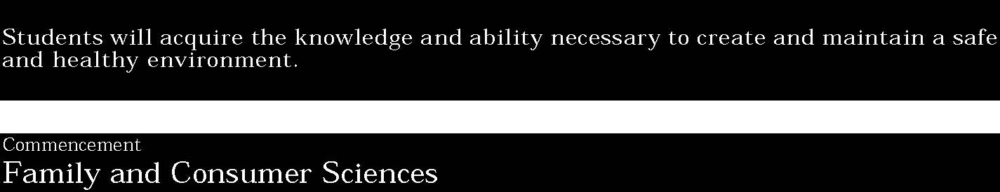 Students will acquire the knowledge and ability necessary to create and maintain a safe
and healthy environment.
Commencement
Family and Consumer Sciences